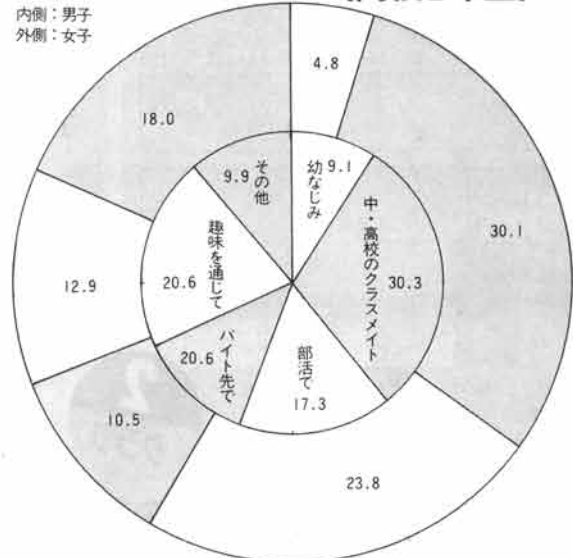 内側：男子
外側：女子
4.8
30.1
23.8
10.5
12.9
18.0
幼なじみ
9.1
中・高校のクラスメイト
30.3
部活で
17.3
バイト先で
20.6
趣味を通じて
20.6
その他
9.9